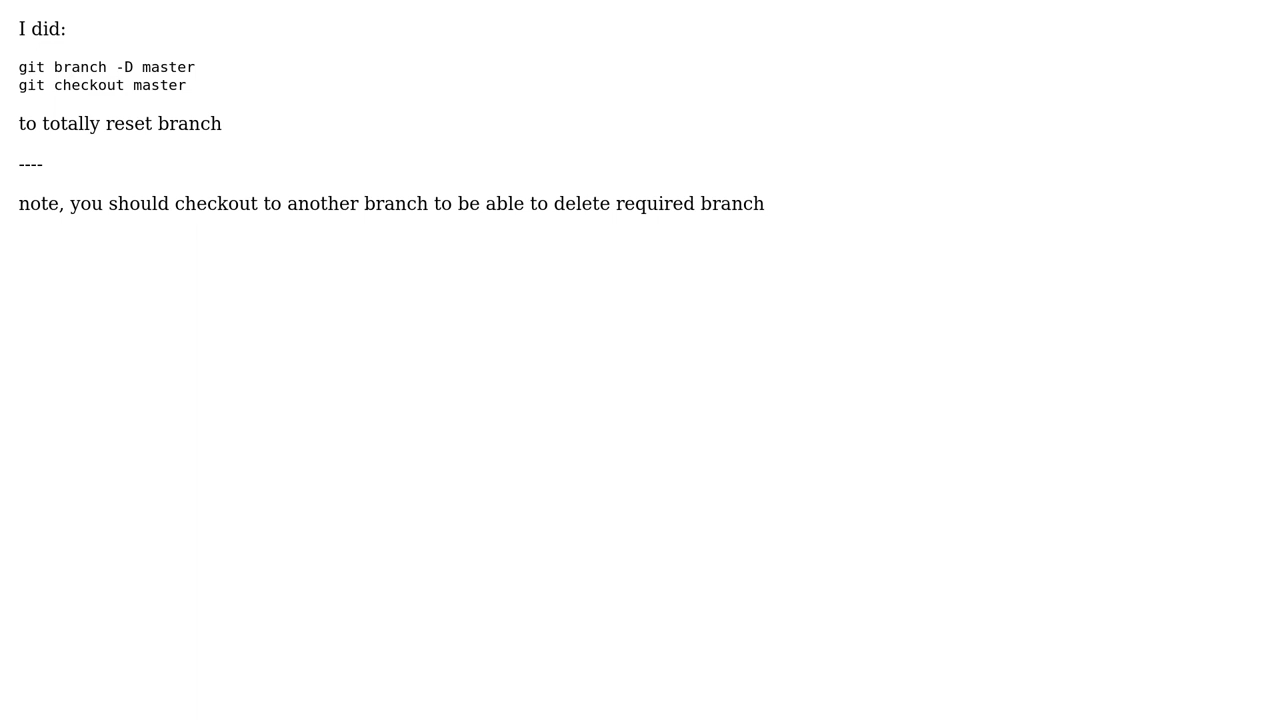 I did:
git branch -D master
git checkout master
to totally reset branch
----
note, you should checkout to another branch to be able to delete required branch